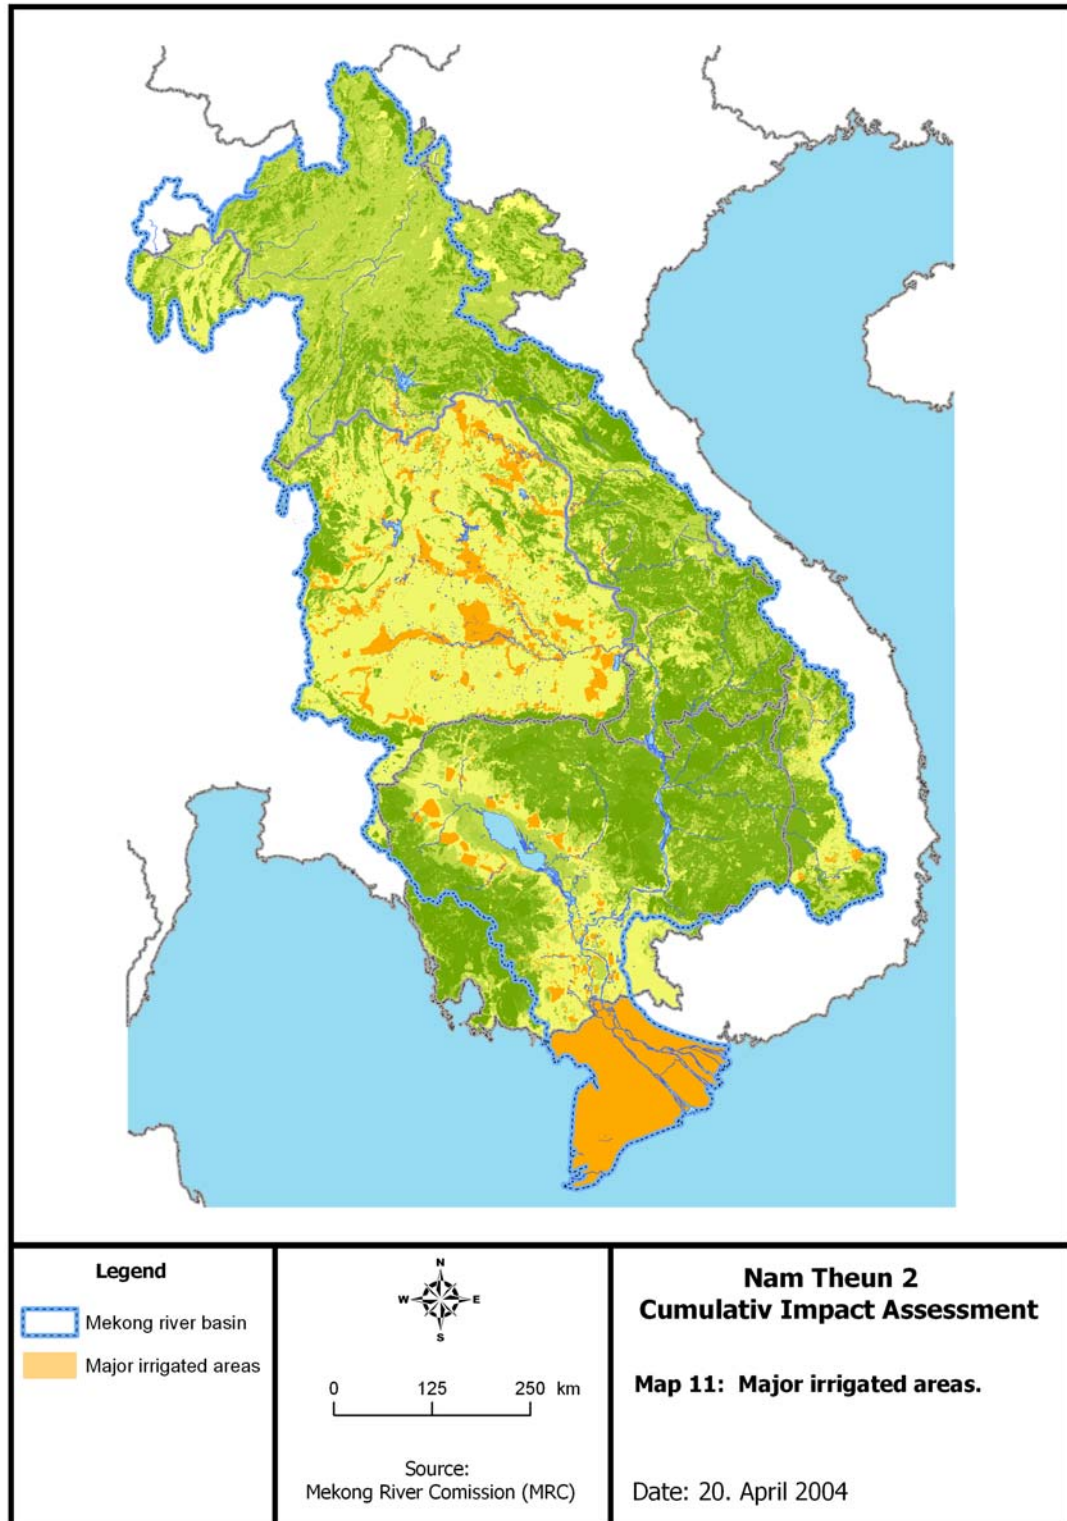 Legend
Mekong river basin
Major irrigated areas
N
W E
S
0 125 250 km
Source:
Mekong River Comission (MRC)
Nam Theun 2
Cumulativ Impact Assessment
Map 11: Major irrigated areas.
Date: 20. April 2004